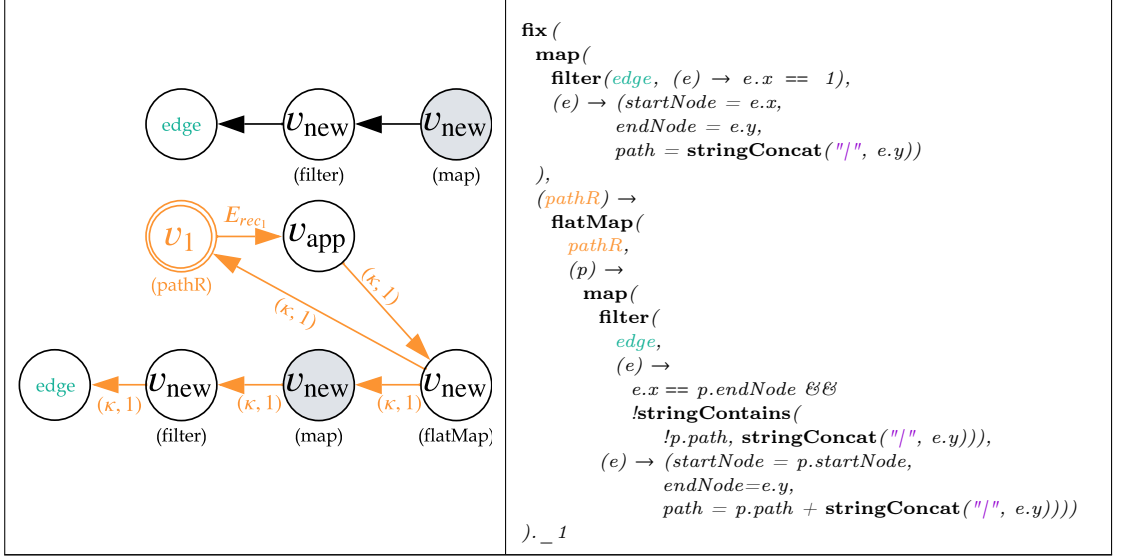 edge
v_new
v_new
(filter)
(map)
v_1
E_rec_1
v_app
(pathR)
(κ, 1)
(κ, 1)
edge
v_new
v_new
v_new
(κ, 1)
(κ, 1)
(κ, 1)
(filter)
(map)
(flatMap)
fix(
map(
filter(edge, (e) → e.x == 1),
(e) → (startNode = e.x,
endNode = e.y,
path = stringConcat("|", e.y))
),
(pathR) →
flatMap(
pathR,
(p) →
map(
filter(
edge,
(e) →
e.x == p.endNode &&
!stringContains(
!p.path, stringConcat("|", e.y))),
(e) → (startNode = p.startNode,
endNode=e.y,
path = p.path + stringConcat("|", e.y))))
)._1